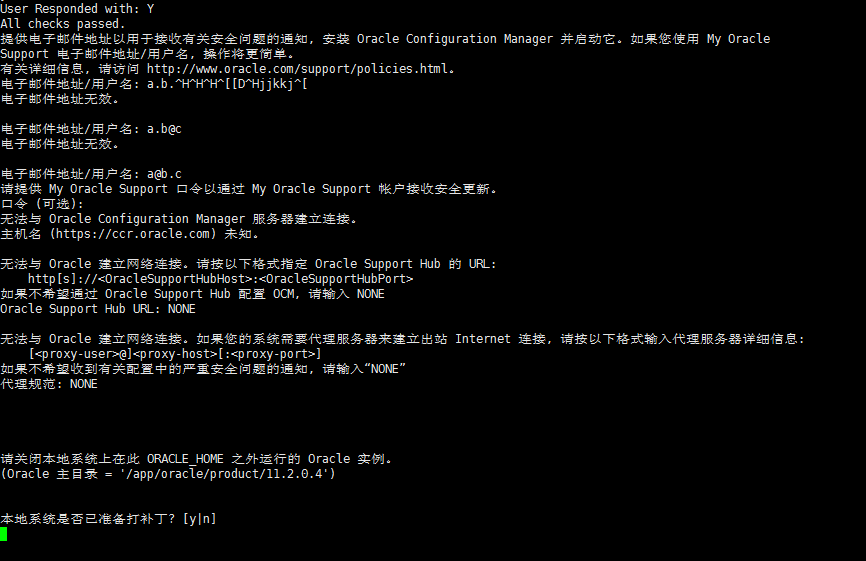 User Responded with: Y
All checks passed.
提供电子邮件地址以用于接收有关安全问题的通知, 安装 Oracle Configuration Manager 并启动它。如果您使用 My Oracle
Support 电子邮件地址/用户名, 操作将更简单。
有关详细信息, 请访问 http://www.oracle.com/support/policies.html。
电子邮件地址/用户名: a.b.^H^H^H^[[D^Hjjkkj^[
电子邮件地址无效。
电子邮件地址/用户名: a.b@c
电子邮件地址无效。
电子邮件地址/用户名: a@b.c
请提供 My Oracle Support 口令以通过 My Oracle Support 帐户接收安全更新。
口令 (可选):
无法与 Oracle Configuration Manager 服务器建立连接。
主机名 (https://ccr.oracle.com) 未知。
无法与 Oracle 建立网络连接。请按以下格式指定 Oracle Support Hub 的 URL:
http[s]://<OracleSupportHubHost>:<OracleSupportHubPort>
如果不希望通过 Oracle Support Hub 配置 OCM, 请输入 NONE
Oracle Support Hub URL: NONE
无法与 Oracle 建立网络连接。如果您的系统需要代理服务器来建立出站 Internet 连接, 请按以下格式输入代理服务器详细信息:
[<proxy-user>@]<proxy-host>[:<proxy-port>]
如果不希望收到有关配置中的严重安全问题的通知, 请输入“NONE”
代理规范: NONE
请关闭本地系统上在此 ORACLE_HOME 之外运行的 Oracle 实例。
(Oracle 主目录 = '/app/oracle/product/11.2.0.4')
本地系统是否已准备打补丁? [y|n]